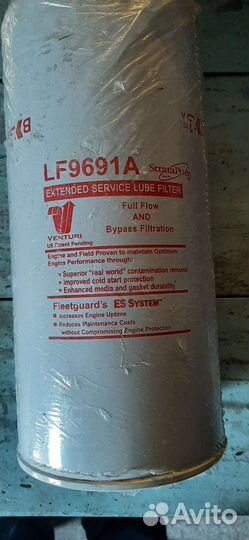 LF9691A StrataPore
EXTENDED SERVICE LUBE FILTER
Full Flow
AND
Bypass Filtration
VENTURI
US Patent Pending
Engine and Field Proven to maintain Optimum
Engine Performance through:
• Superior "real world" contamination removal
• improved cold start protection
• Enhanced media and gasket durability
Fleetguard's ES SYSTEM
• Increases Engine Uptime
• Reduces Maintenance Costs
without Compromising Engine Protection
Avito